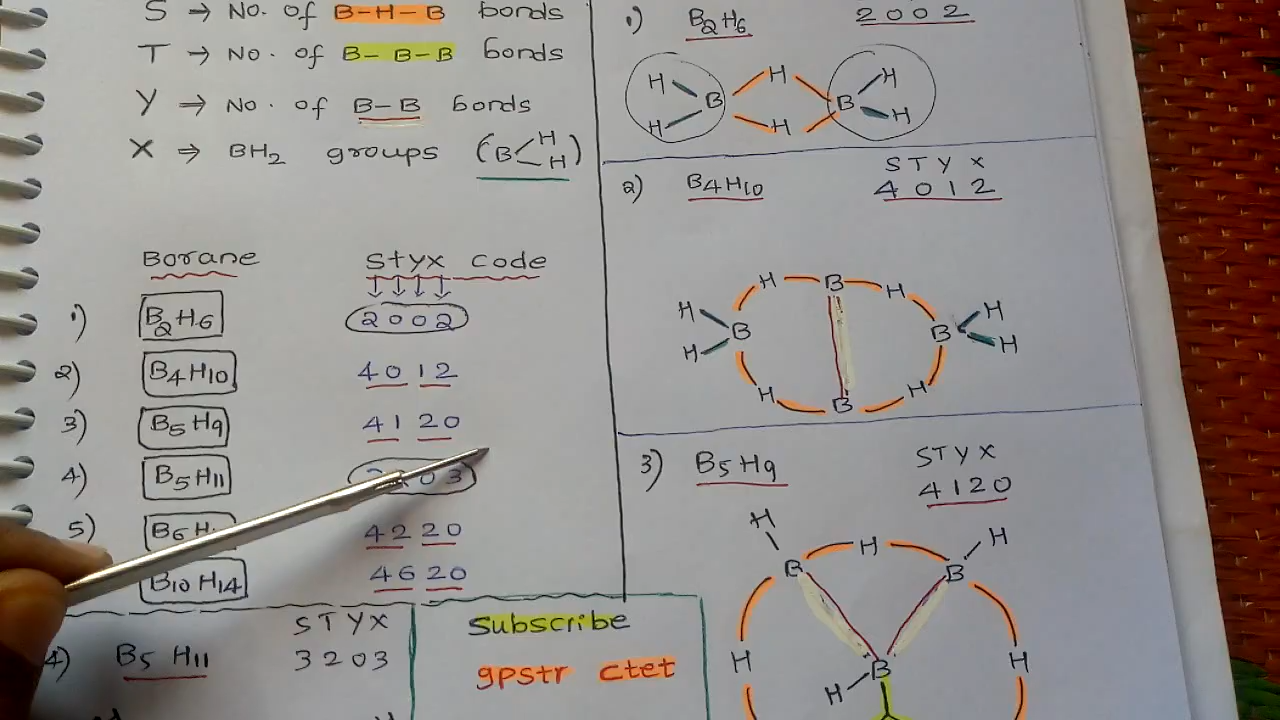 S → No. of B-H-B bonds
T → No. of B-B-B bonds
Y → No. of B-B bonds
X ⇒ BH2 groups (B<H H)
Borane Styx code
1) B2H6 2002
2) B4H10 4012
3) B5H9 4120
4) B5H11 03
5) B6H 4220
B10H14 4620
4) B5H11 STYX
3203
Subscribe
gpstr ctet
1) B2H6 2002
H H H
B B
H H H
2) B4H10 STYX
4012
H B H
H H
B B
H H
H B H
3) B5H9 STYX
4120
H H H
B B
H B H
H